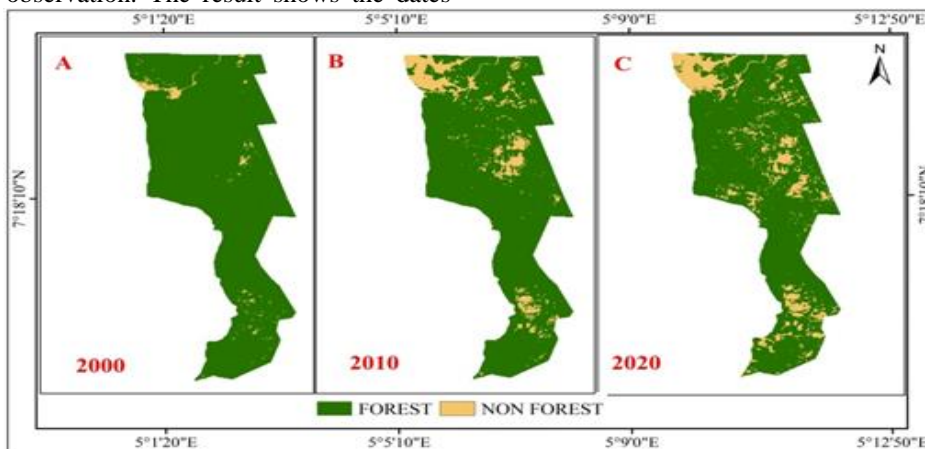 observation. The result shows the dates
5°1'20"E 5°5'10"E 5°9'0"E 5°12'50"E
A B C N
7°18'10"N 7°18'10"N
2000 2010 2020
FOREST NON FOREST
5°1'20"E 5°5'10"E 5°9'0"E 5°12'50"E